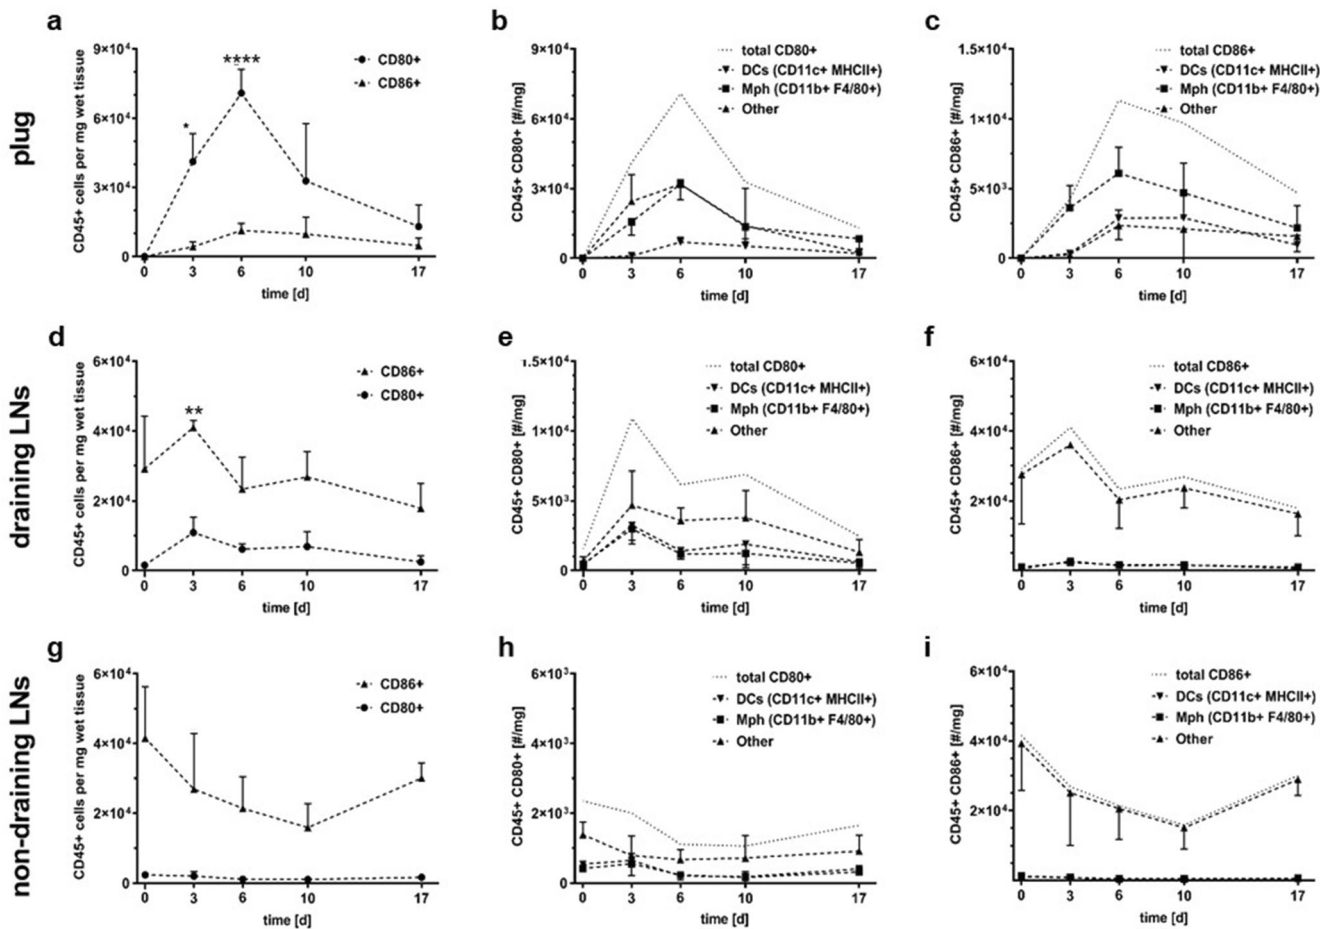 plug
a
CD45+ cells per mg wet tissue
9×10⁴
6×10⁴
3×10⁴
0
* ****
CD80+
CD86+
0 3 6 10 17
time [d]
b
CD45+ CD80+ [#/mg]
9×10⁴
6×10⁴
3×10⁴
0
total CD80+
DCs (CD11c+ MHCII+)
Mph (CD11b+ F4/80+)
Other
0 3 6 10 17
time [d]
c
CD45+ CD86+ [#/mg]
1.5×10⁴
1×10⁴
5×10³
0
total CD86+
DCs (CD11c+ MHCII+)
Mph (CD11b+ F4/80+)
Other
0 3 6 10 17
time [d]
draining LNs
d
CD45+ cells per mg wet tissue
6×10⁴
4×10⁴
2×10⁴
0
**
CD86+
CD80+
0 3 6 10 17
time [d]
e
CD45+ CD80+ [#/mg]
1.5×10⁴
1×10⁴
5×10³
0
total CD80+
DCs (CD11c+ MHCII+)
Mph (CD11b+ F4/80+)
Other
0 3 6 10 17
time [d]
f
CD45+ CD86+ [#/mg]
6×10⁴
4×10⁴
2×10⁴
total CD86+
DCs (CD11c+ MHCII+)
Mph (CD11b+ F4/80+)
Other
0 3 6 10 17
time [d]
non-draining LNs
g
CD45+ cells per mg wet tissue
6×10⁴
4×10⁴
2×10⁴
0
CD86+
CD80+
0 3 6 10 17
time [d]
h
CD45+ CD80+ [#/mg]
6×10³
4×10³
2×10³
0
total CD80+
DCs (CD11c+ MHCII+)
Mph (CD11b+ F4/80+)
Other
0 3 6 10 17
time [d]
i
CD45+ CD86+ [#/mg]
6×10⁴
4×10⁴
2×10⁴
total CD86+
DCs (CD11c+ MHCII+)
Mph (CD11b+ F4/80+)
Other
0 3 6 10 17
time [d]